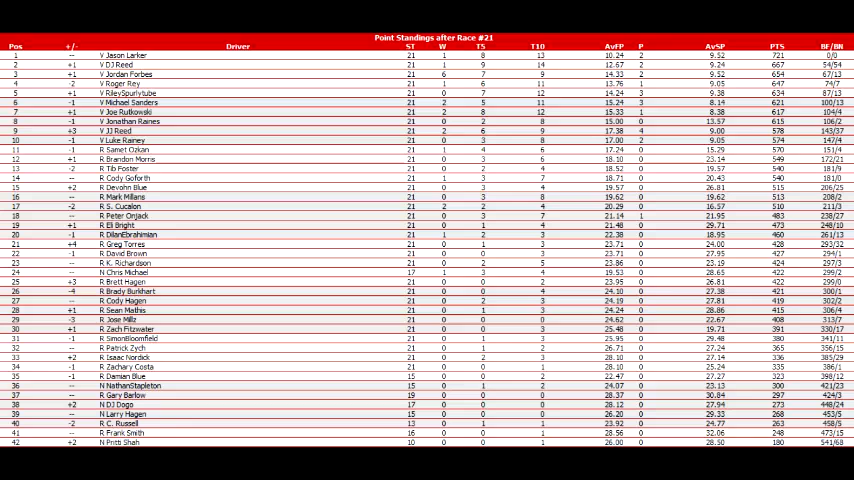 Point Standings after Race #21
Pos +/- Driver ST W T5 T10 AvFP P AvSP PTS BF/BN
1 -- V Jason Larker 21 1 8 13 10.24 2 9.52 721 0/0
2 +1 V DJ Reed 21 1 9 14 12.67 2 9.24 667 54/54
3 +1 V Jordan Forbes 21 6 7 9 14.33 2 9.52 654 67/13
4 -2 V Roger Rey 21 1 6 11 13.76 1 9.05 647 74/7
5 +1 V RileySpurlytube 21 0 7 12 14.24 3 9.38 634 87/13
6 -1 V Michael Sanders 21 2 5 11 15.24 3 8.14 621 100/13
7 +1 V Joe Rutkowski 21 2 8 12 15.33 1 8.38 617 104/4
8 -1 V Jonathan Raines 21 0 2 8 15.00 0 13.57 615 106/2
9 +3 V JJ Reed 21 2 6 9 17.38 4 9.00 578 143/37
10 -1 V Luke Rainey 21 0 3 8 17.00 2 9.05 574 147/4
11 -1 R Samet Ozkan 21 1 4 6 17.24 0 15.29 570 151/4
12 +1 R Brandon Morris 21 0 3 6 18.10 0 23.14 549 172/21
13 -2 R Tib Foster 21 0 2 4 18.52 0 19.57 540 181/9
14 -- R Cody Goforth 21 1 3 7 18.71 0 20.43 540 181/0
15 +2 R Devohn Blue 21 0 3 4 19.57 0 26.81 515 206/25
16 -- R Mark Millans 21 0 3 8 19.62 0 19.62 513 208/2
17 -2 R S. Cucalon 21 2 2 4 20.29 0 16.57 510 211/3
18 -- R Peter Onjack 21 0 3 7 21.14 1 21.95 483 238/27
19 +1 R Eli Bright 21 0 1 4 21.48 0 29.71 473 248/10
20 -1 R DilanEbrahimian 21 1 2 3 22.38 0 18.95 460 261/13
21 +4 R Greg Torres 21 0 1 3 23.71 0 24.00 428 293/32
22 -1 R David Brown 21 0 0 3 23.71 0 27.95 427 294/1
23 -- R K. Richardson 21 0 2 5 23.86 0 23.19 424 297/3
24 -- N Chris Michael 17 1 3 4 19.53 0 28.65 422 299/2
25 +3 R Brett Hagen 21 0 0 2 23.95 0 26.81 422 299/0
26 -4 R Brady Burkhart 21 0 0 4 24.10 0 27.38 421 300/1
27 -- R Cody Hagen 21 0 2 3 24.19 0 27.81 419 302/2
28 +1 R Sean Mathis 21 0 1 3 24.24 0 28.86 415 306/4
29 -3 R Jose Millz 21 0 0 0 24.62 0 22.67 408 313/7
30 +1 R Zach Fitzwater 21 0 0 3 25.48 0 19.71 391 330/17
31 -1 R SimonBloomfield 21 0 1 3 25.95 0 29.48 380 341/11
32 -- R Patrick Zych 21 0 1 2 26.71 0 27.24 365 356/15
33 +2 R Isaac Nordick 21 0 2 3 28.10 0 27.14 336 385/29
34 -1 R Zachary Costa 21 0 0 1 28.10 0 25.24 335 386/1
35 -1 R Damian Blue 15 0 0 2 22.47 0 27.27 323 398/12
36 -- N NathanStapleton 15 0 1 2 24.07 0 23.13 300 421/23
37 -- R Gary Barlow 19 0 0 0 28.37 0 30.84 297 424/3
38 +2 N DJ Dogo 17 0 0 0 28.12 0 27.94 273 448/24
39 -- N Larry Hagen 15 0 0 0 26.20 0 29.33 268 453/5
40 -2 R C. Russell 13 0 1 1 23.92 0 24.77 263 458/5
41 -- R Frank Smith 16 0 0 1 28.56 0 32.06 248 473/15
42 +2 N Pritti Shah 10 0 0 1 26.00 0 28.50 180 541/68